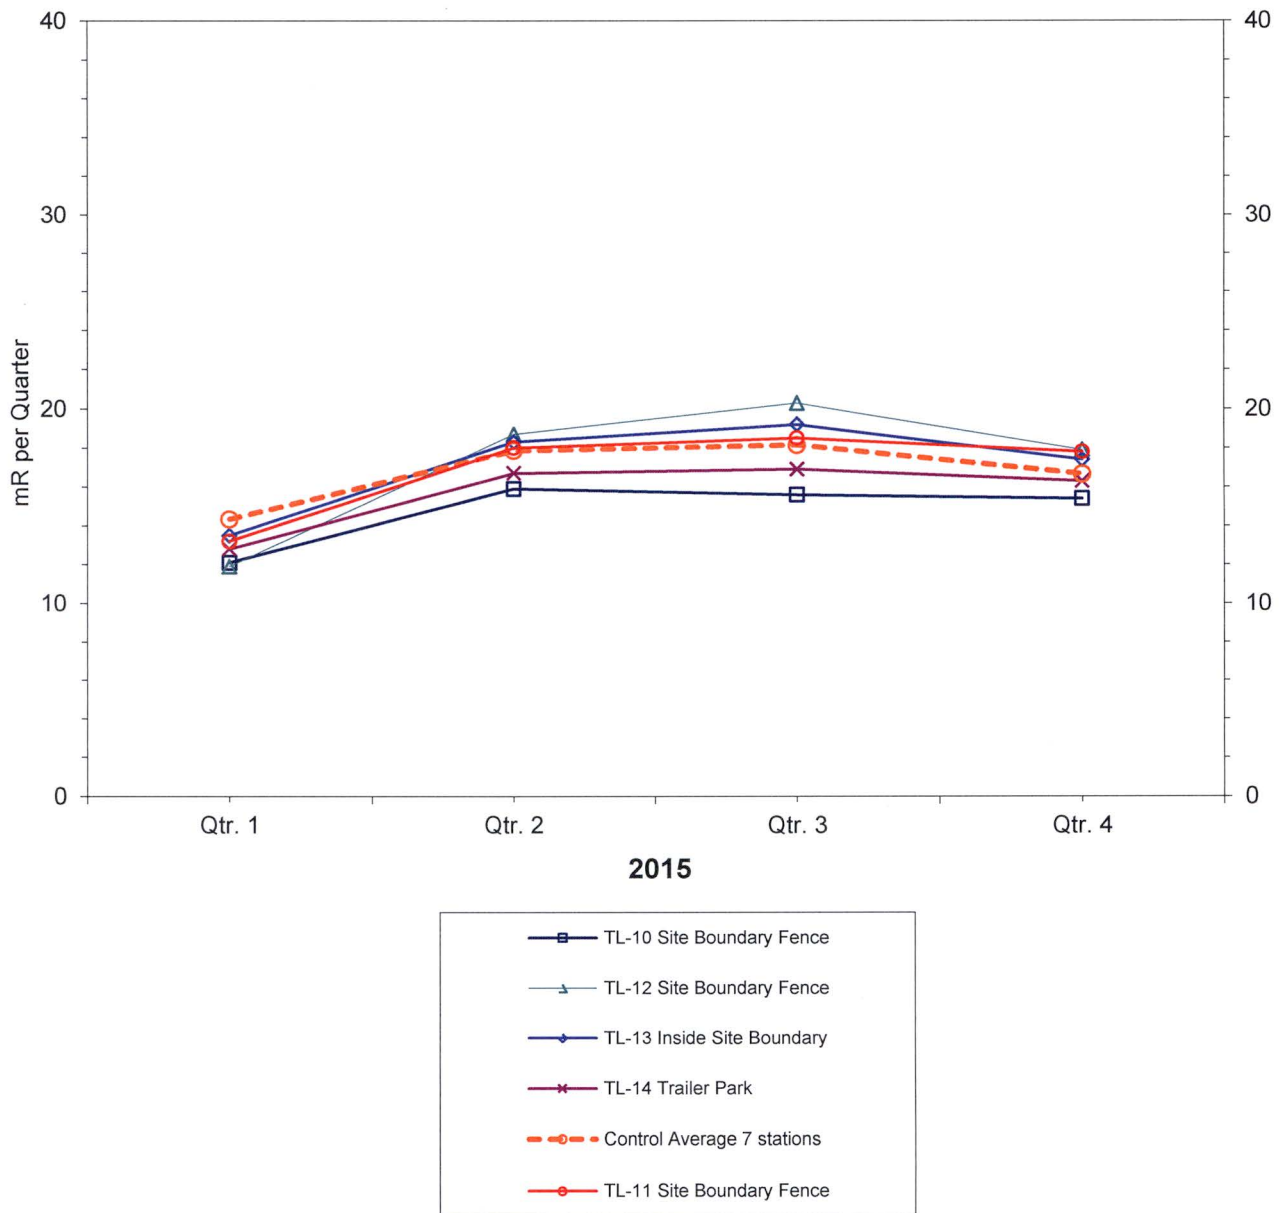 40 40
30 30
mR per Quarter
20 20
10 10
0 0
Qtr. 1 Qtr. 2 Qtr. 3 Qtr. 4
2015
TL-10 Site Boundary Fence
TL-12 Site Boundary Fence
TL-13 Inside Site Boundary
TL-14 Trailer Park
Control Average 7 stations
TL-11 Site Boundary Fence